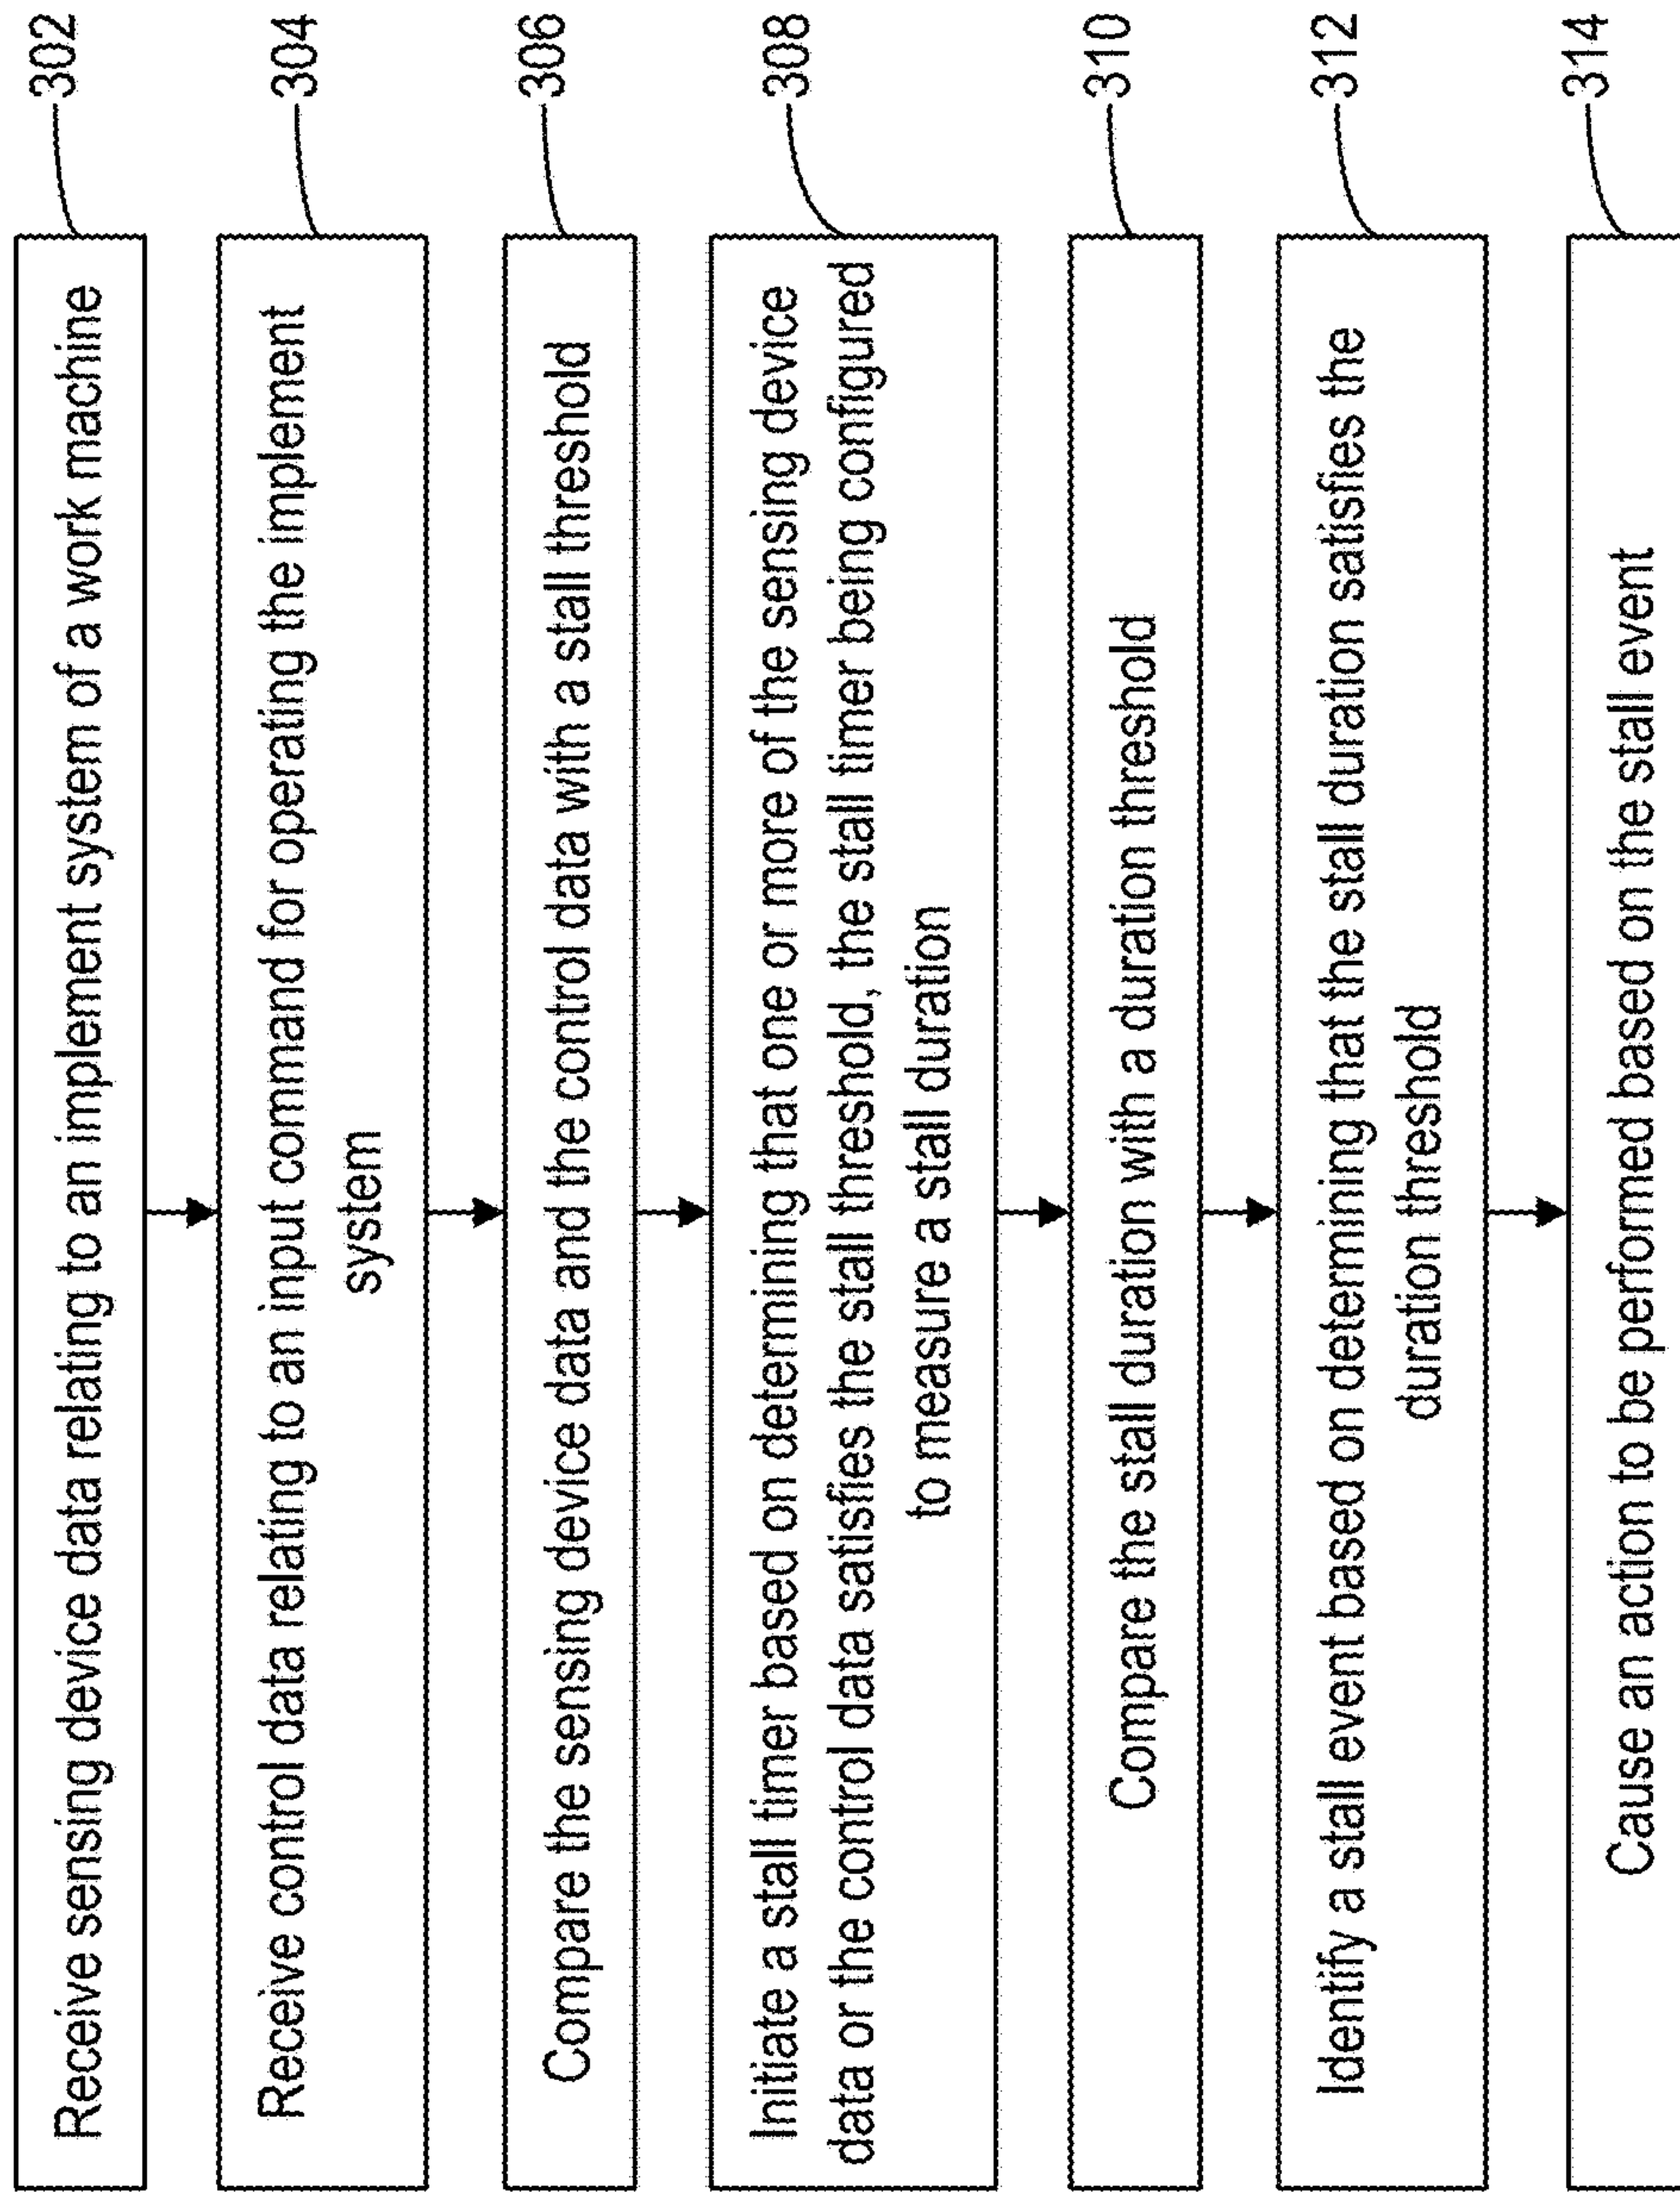 Receive sensing device data relating to an implement system of a work machine
302
Receive control data relating to an input command for operating the implement
system
304
Compare the sensing device data and the control data with a stall threshold
306
Initiate a stall timer based on determining that one or more of the sensing device
data or the control data satisfies the stall threshold, the stall timer being configured
to measure a stall duration
308
Compare the stall duration with a duration threshold
310
Identify a stall event based on determining that the stall duration satisfies the
duration threshold
312
Cause an action to be performed based on the stall event
314